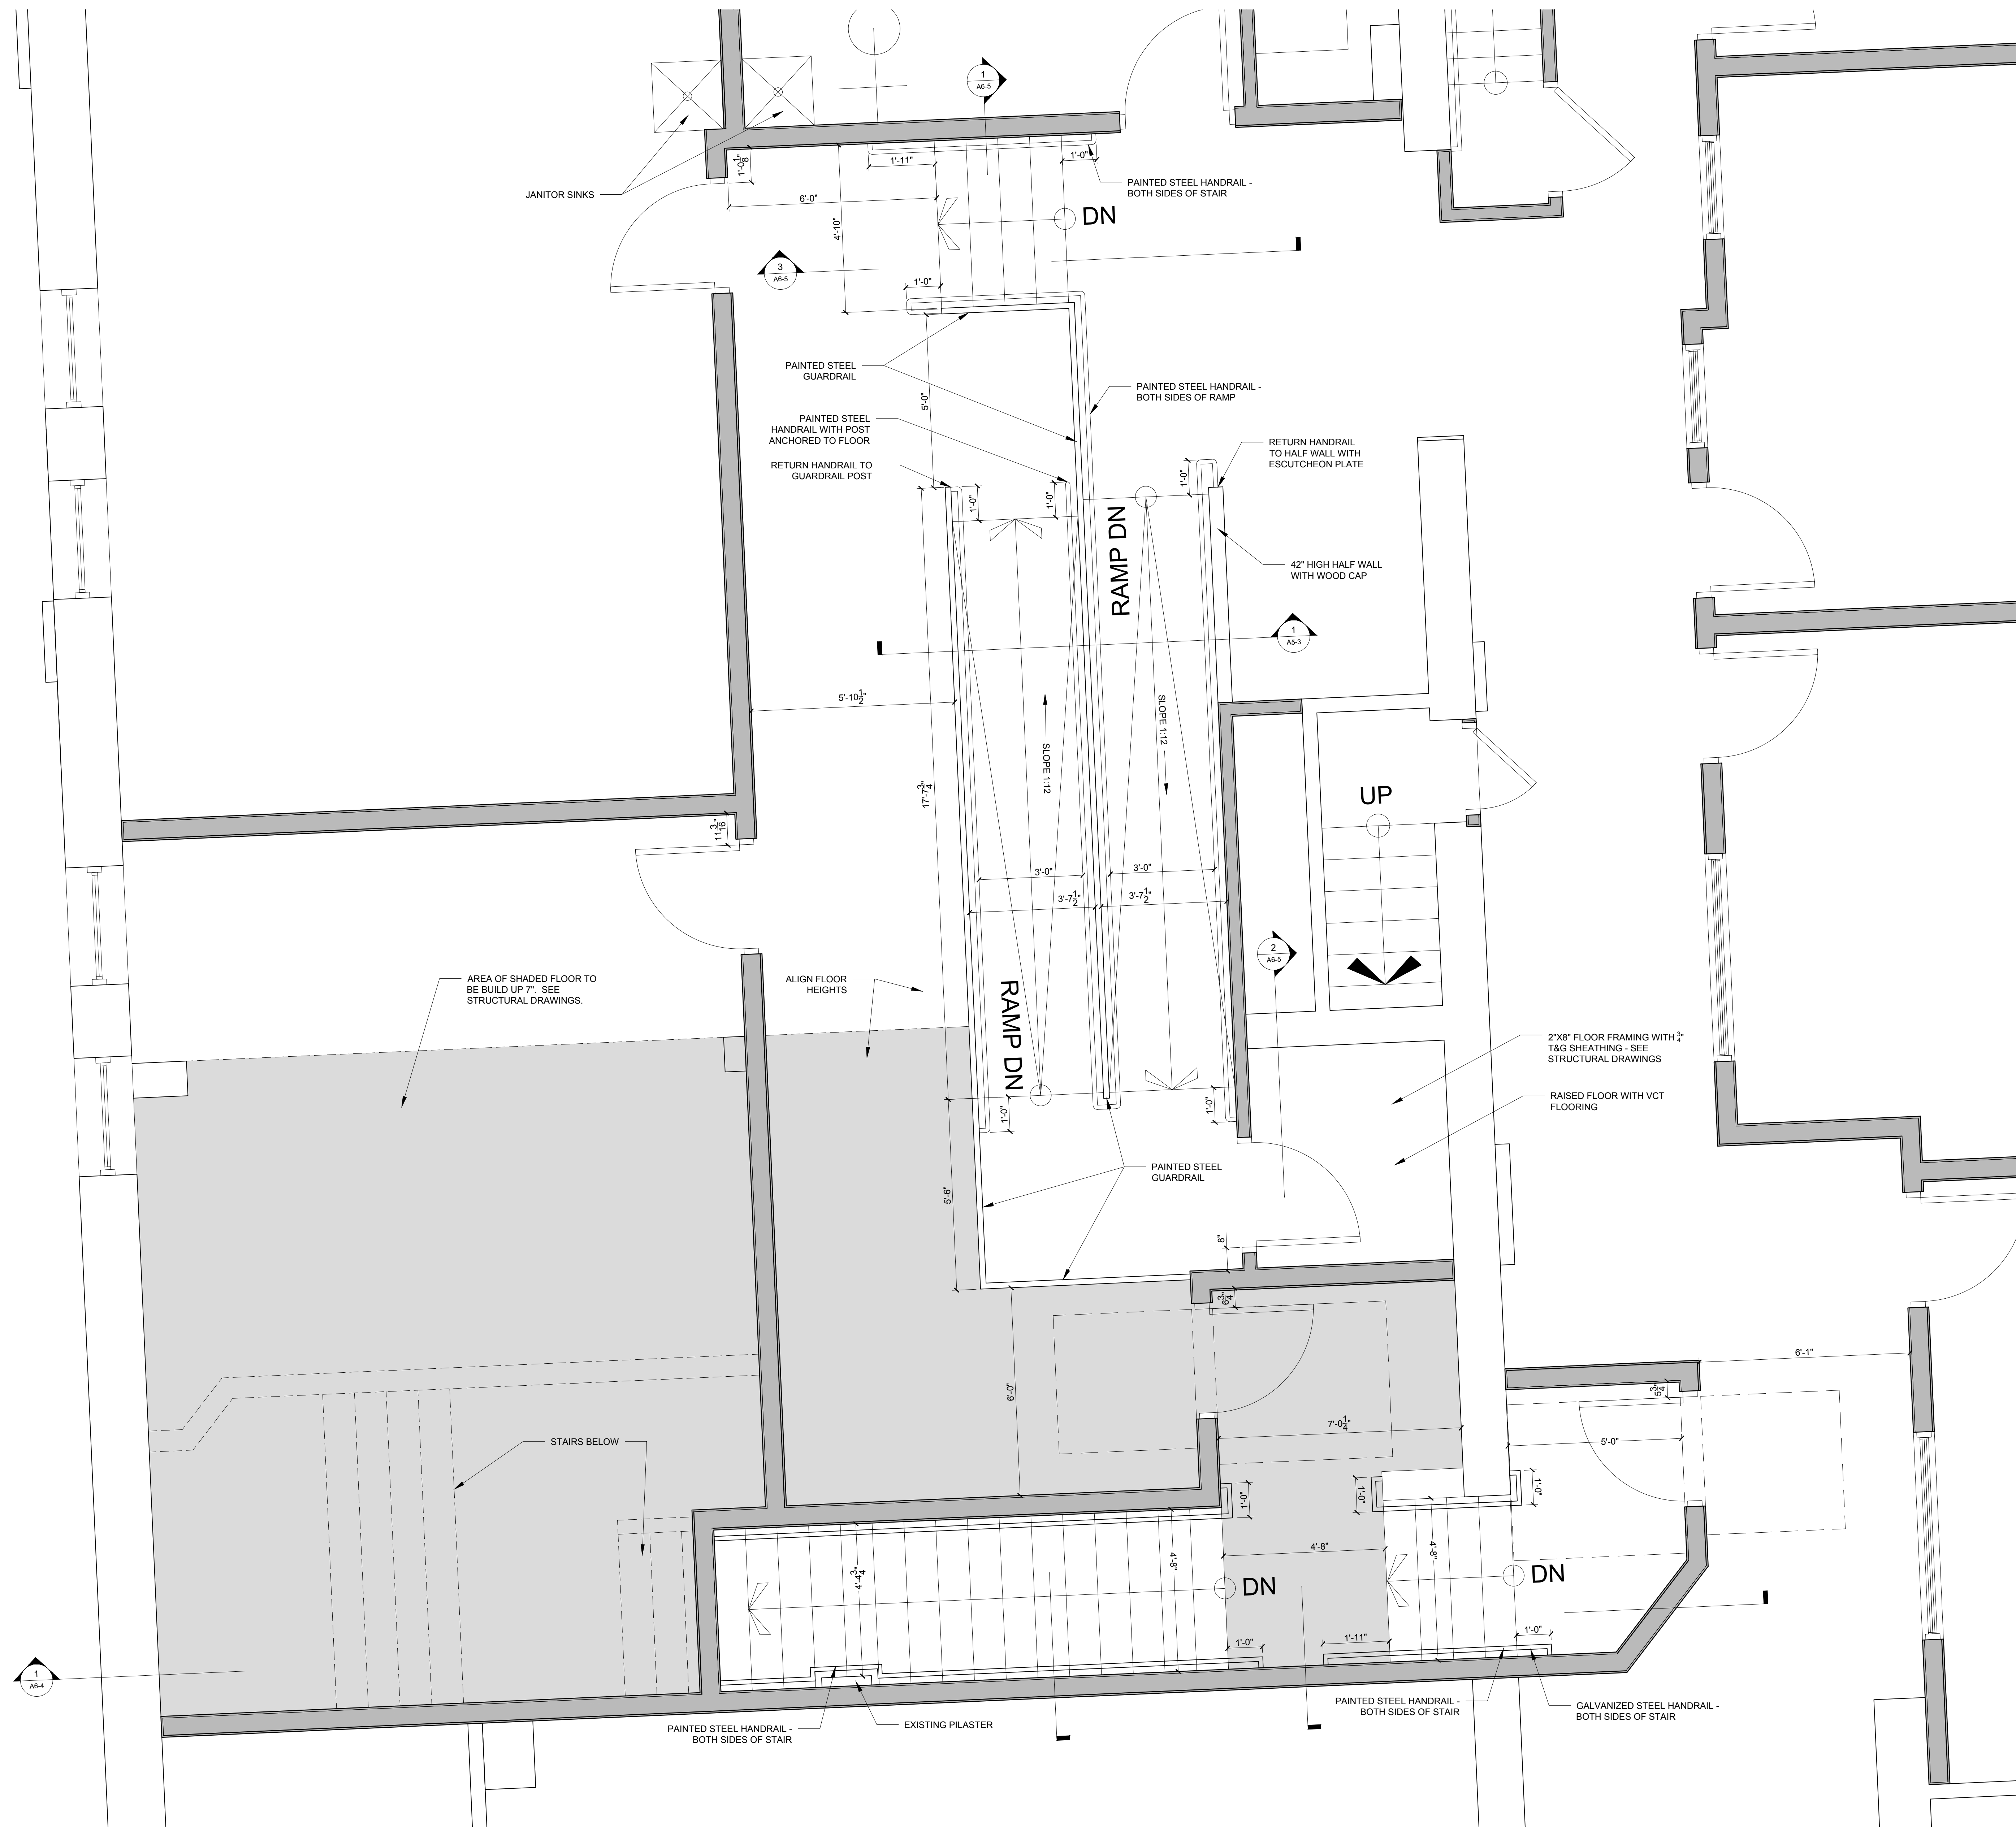 1
A6-5
1'-0 1/8"
1'-11"
1'-0"
JANITOR SINKS
6'-0"
PAINTED STEEL HANDRAIL -
BOTH SIDES OF STAIR
DN
4'-10"
3
A6-5
1'-0"
PAINTED STEEL
GUARDRAIL
5'-0"
PAINTED STEEL HANDRAIL -
BOTH SIDES OF RAMP
PAINTED STEEL
HANDRAIL WITH POST
ANCHORED TO FLOOR
RETURN HANDRAIL TO
GUARDRAIL POST
RETURN HANDRAIL
TO HALF WALL WITH
ESCUTCHEON PLATE
1'-0"
1'-0"
1'-0"
RAMP DN
42" HIGH HALF WALL
WITH WOOD CAP
1
A5-3
5'-10 1/2"
SLOPE 1:12
SLOPE 1:12
17'-7 3/4"
UP
11 3/16"
3'-0"
3'-0"
3'-7 1/2"
3'-7 1/2"
2
A6-5
AREA OF SHADED FLOOR TO
BE BUILD UP 7". SEE
STRUCTURAL DRAWINGS.
ALIGN FLOOR
HEIGHTS
RAMP DN
2"X8" FLOOR FRAMING WITH 3/4"
T&G SHEATHING - SEE
STRUCTURAL DRAWINGS
RAISED FLOOR WITH VCT
FLOORING
1'-0"
1'-0"
PAINTED STEEL
GUARDRAIL
5'-6"
8"
6 3/4"
6'-0"
6'-1"
5 3/4"
7'-0 1/4"
5'-0"
STAIRS BELOW
1'-0"
1'-0"
1'-0"
4'-4 3/4"
4'-8"
4'-8"
4'-8"
DN
DN
1'-0"
1'-11"
1'-0"
1
A6-4
PAINTED STEEL HANDRAIL -
BOTH SIDES OF STAIR
EXISTING PILASTER
PAINTED STEEL HANDRAIL -
BOTH SIDES OF STAIR
GALVANIZED STEEL HANDRAIL -
BOTH SIDES OF STAIR